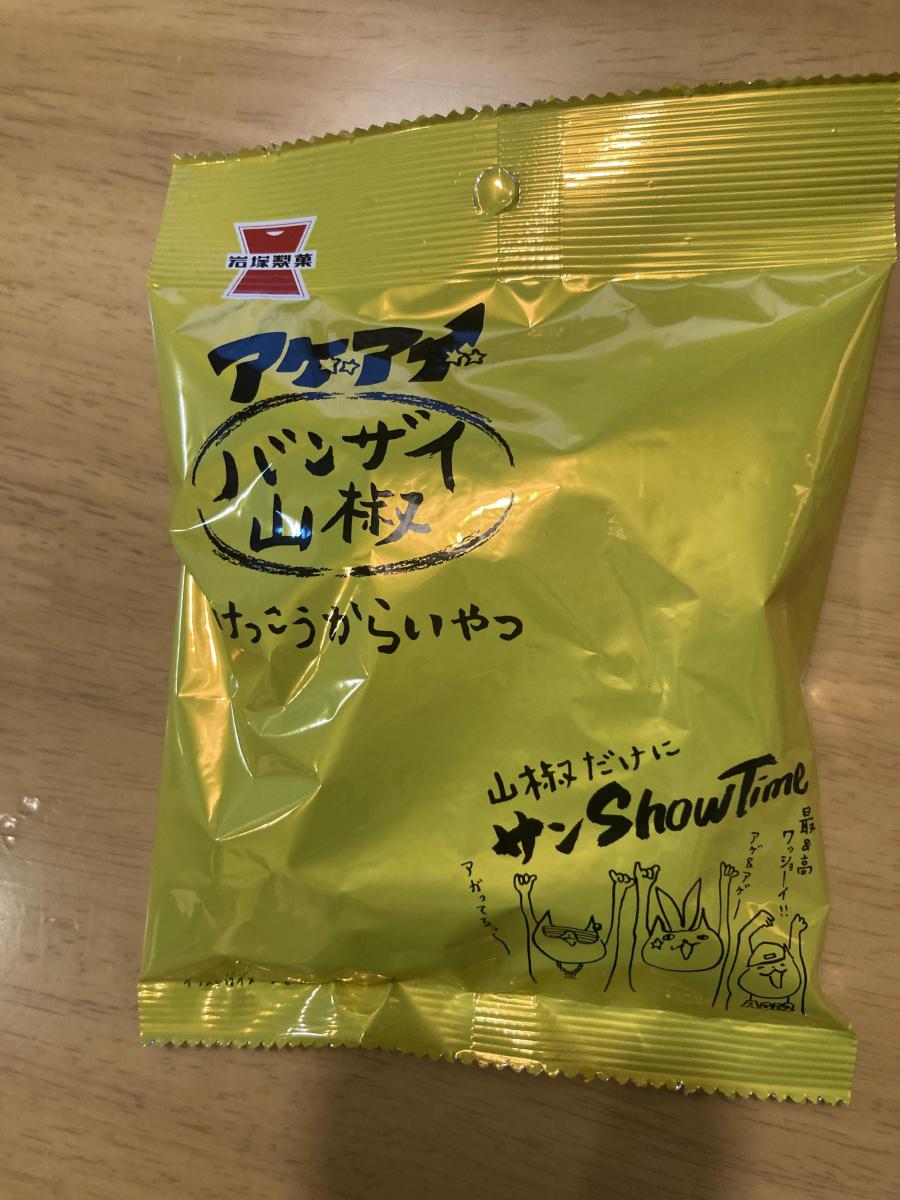 岩塚製菓
アゲアゲ
バンザイ
山椒
けっこうからいやつ
山椒だけに
サンShowTime
最&高
ワッショーイ!!
アゲ&アゲー
アガってるぅ〜